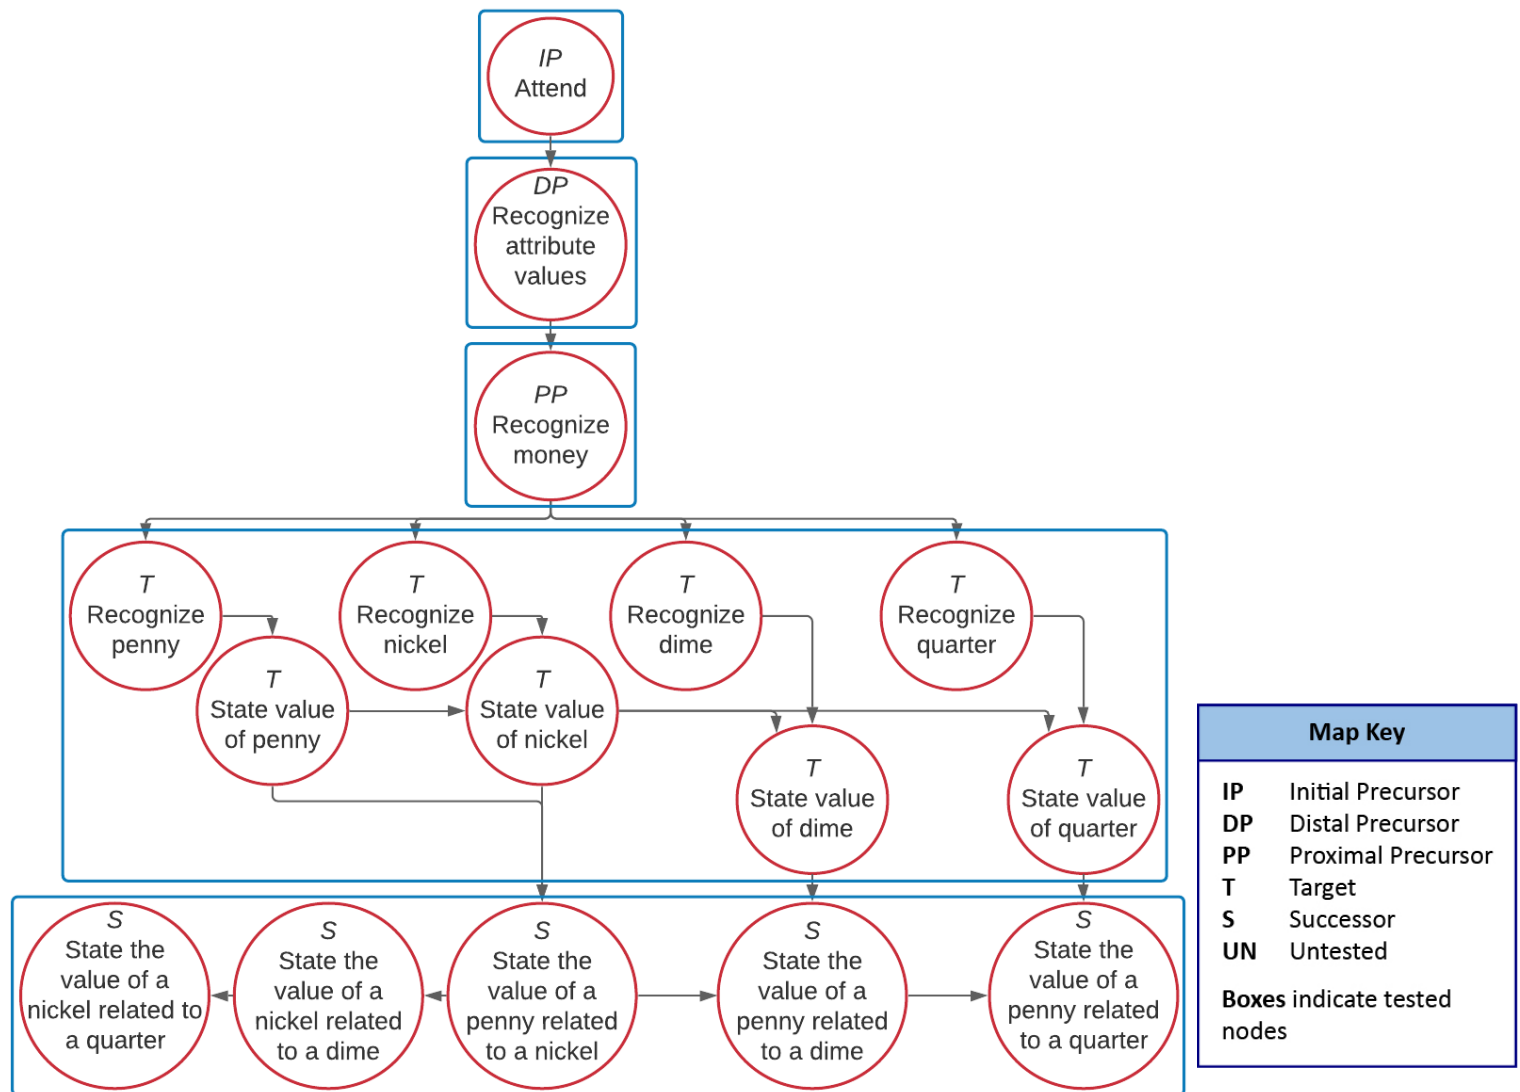 IP
Attend
DP
Recognize
attribute
values
PP
Recognize
money
T
Recognize
penny
T
Recognize
nickel
T
Recognize
dime
T
Recognize
quarter
T
State value
of penny
T
State value
of nickel
T
State value
of dime
T
State value
of quarter
S
State the
value of a
nickel related to
a quarter
S
State the
value of a
nickel related
to a dime
S
State the
value of a
penny related
to a nickel
S
State the
value of a
penny related
to a dime
S
State the
value of a
penny related
to a quarter
Map Key
IP Initial Precursor
DP Distal Precursor
PP Proximal Precursor
T Target
S Successor
UN Untested
Boxes indicate tested
nodes